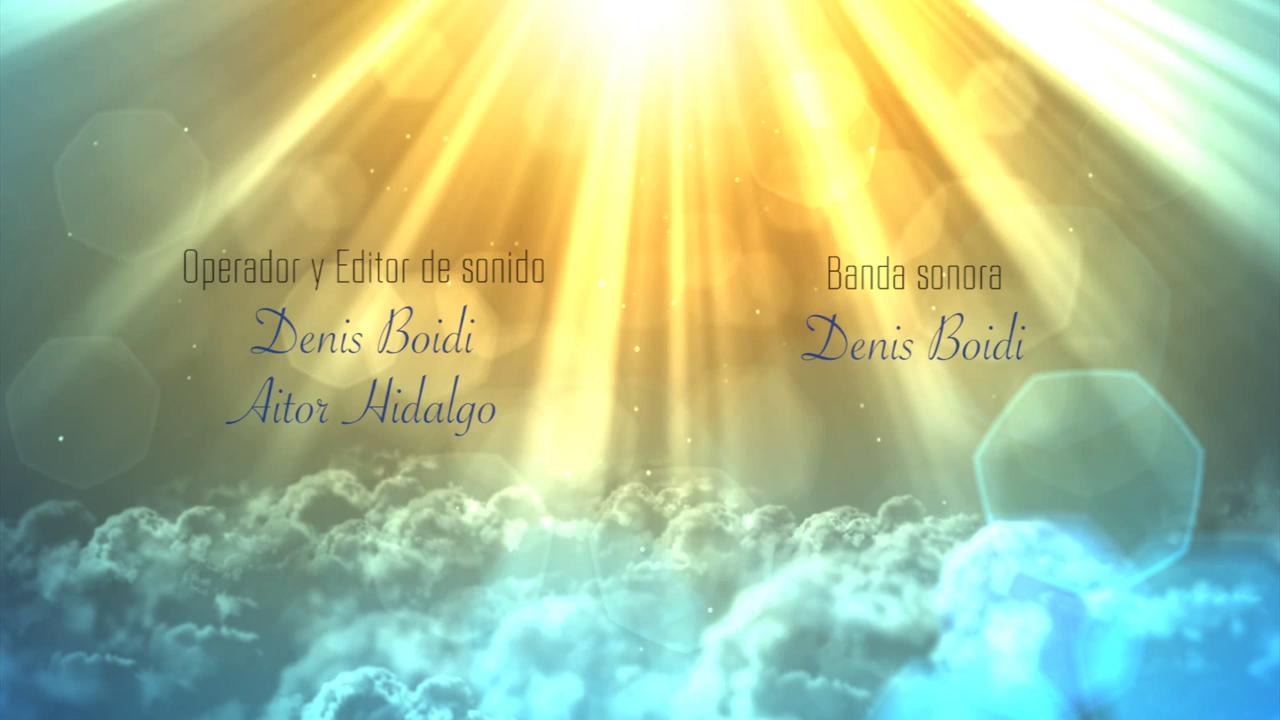 Operador y Editor de sonido
Denis Boidi
Aitor Hidalgo
Banda sonora
Denis Boidi